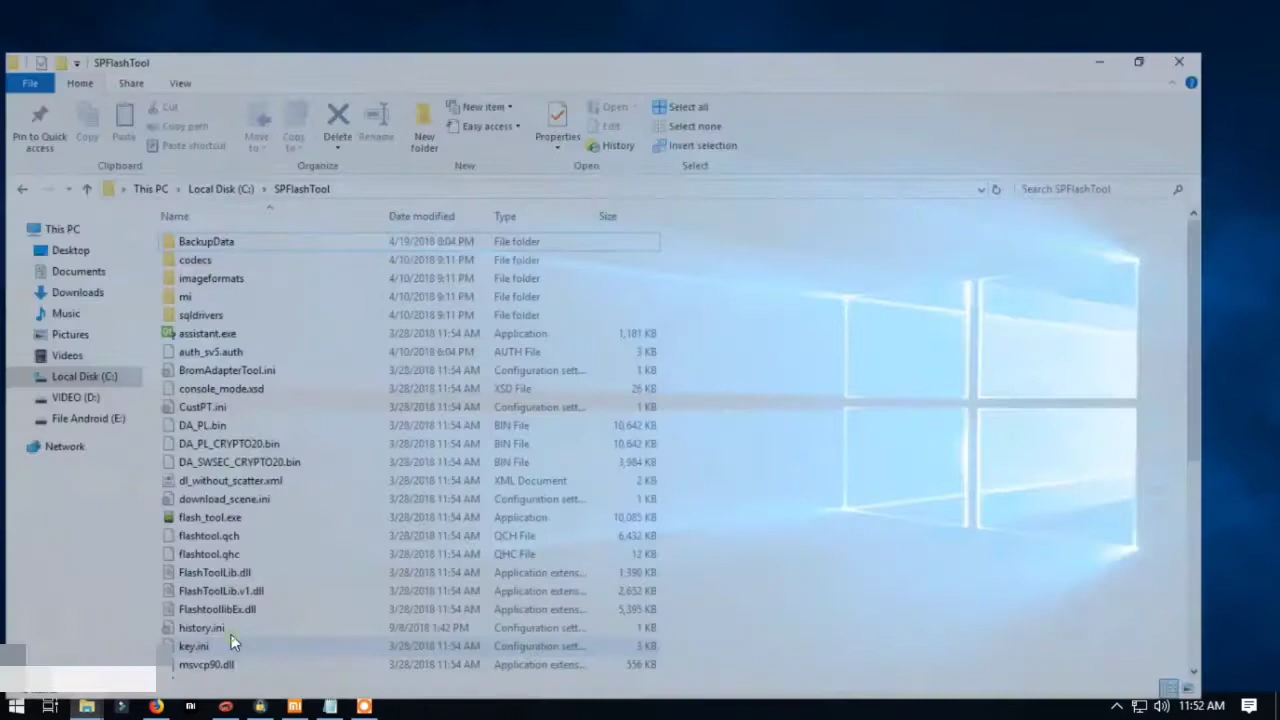 SPFlashTool
File Home Share View
Pin to Quick access
Copy
Paste
Cut
Copy path
Paste shortcut
Clipboard
Move to
Copy to
Delete
Rename
Organize
New folder
New item
Easy access
New
Properties
Open
Edit
History
Open
Select all
Select none
Invert selection
Select
This PC > Local Disk (C:) > SPFlashTool
Search SPFlashTool
This PC
Desktop
Documents
Downloads
Music
Pictures
Videos
Local Disk (C:)
VIDEO (D:)
File Android (E:)
Network
Name Date modified Type Size
BackupData 4/19/2018 8:04 PM File folder
codecs 4/10/2018 9:11 PM File folder
imageformats 4/10/2018 9:11 PM File folder
mi 4/10/2018 9:11 PM File folder
sqldrivers 4/10/2018 9:11 PM File folder
assistant.exe 3/28/2018 11:54 AM Application 1,181 KB
auth_sv5.auth 4/10/2018 6:04 PM AUTH File 3 KB
BromAdapterTool.ini 3/28/2018 11:54 AM Configuration sett... 1 KB
console_mode.xsd 3/28/2018 11:54 AM XSD File 26 KB
CustPT.ini 3/28/2018 11:54 AM Configuration sett... 1 KB
DA_PL.bin 3/28/2018 11:54 AM BIN File 10,642 KB
DA_PL_CRYPTO20.bin 3/28/2018 11:54 AM BIN File 10,642 KB
DA_SWSEC_CRYPTO20.bin 3/28/2018 11:54 AM BIN File 3,984 KB
dl_without_scatter.xml 3/28/2018 11:54 AM XML Document 2 KB
download_scene.ini 3/28/2018 11:54 AM Configuration sett... 1 KB
flash_tool.exe 3/28/2018 11:54 AM Application 10,085 KB
flashtool.qch 3/28/2018 11:54 AM QCH File 6,432 KB
flashtool.qhc 3/28/2018 11:54 AM QHC File 12 KB
FlashToolLib.dll 3/28/2018 11:54 AM Application extens... 1,390 KB
FlashToolLib.v1.dll 3/28/2018 11:54 AM Application extens... 2,652 KB
FlashtoollibEx.dll 3/28/2018 11:54 AM Application extens... 5,395 KB
history.ini 9/8/2018 1:42 PM Configuration sett... 1 KB
key.ini 3/28/2018 11:54 AM Configuration sett... 3 KB
msvcp90.dll 3/28/2018 11:54 AM Application extens... 556 KB
11:52 AM